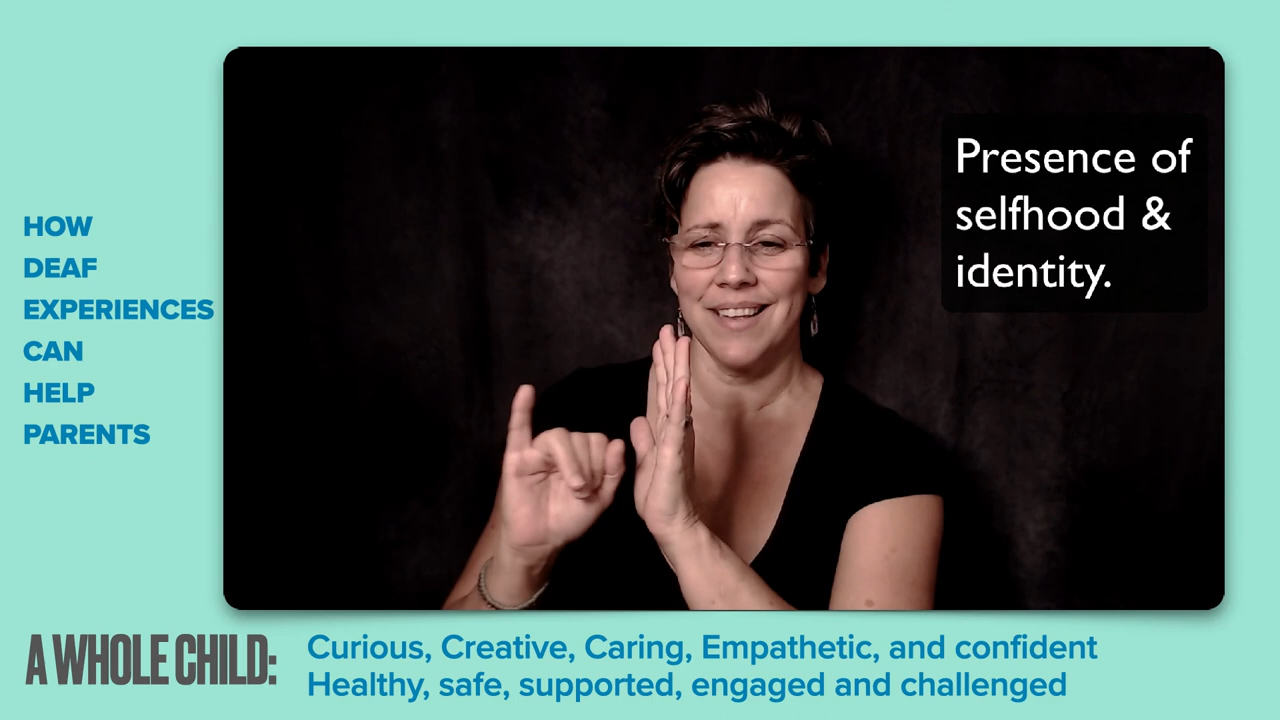 HOW
DEAF
EXPERIENCES
CAN
HELP
PARENTS
Presence of
selfhood &
identity.
A WHOLE CHILD:
Curious, Creative, Caring, Empathetic, and confident
Healthy, safe, supported, engaged and challenged